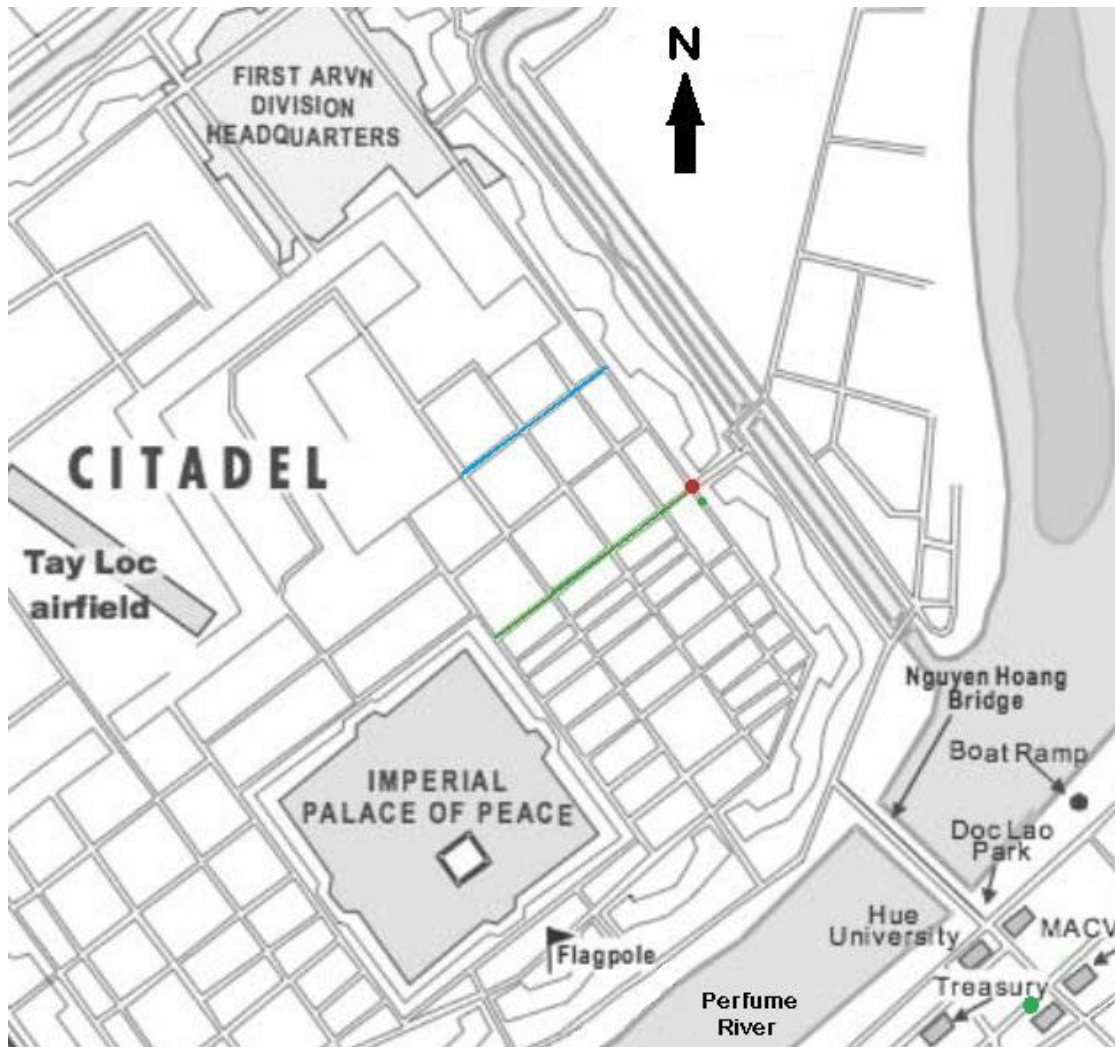 N
FIRST ARVN
DIVISION
HEADQUARTERS
CITADEL
Tay Loc
airfield
Nguyen Hoang
Bridge
Boat Ramp
IMPERIAL
PALACE OF PEACE
Doc Lao
Park
Hue
University
MACV
Flagpole
Treasury
Perfume
River